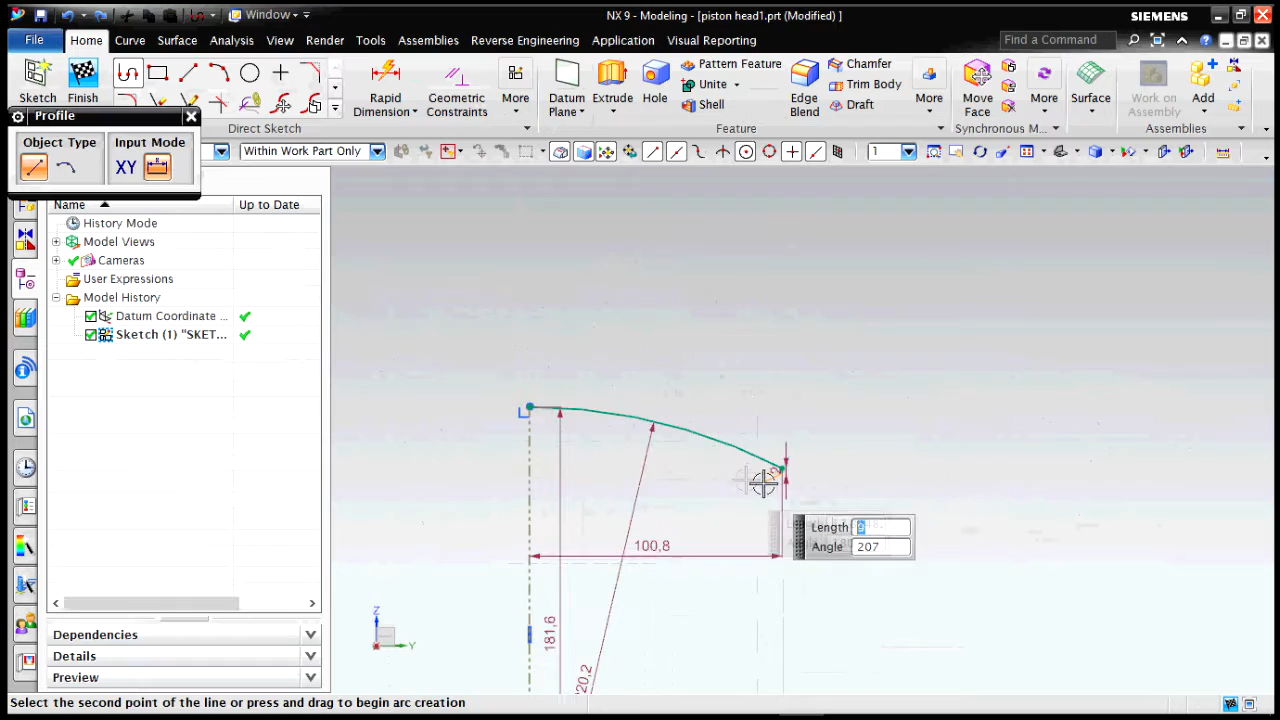 Window
NX 9 - Modeling - [piston head1.prt (Modified) ]
SIEMENS
File Home Curve Surface Analysis View Render Tools Assemblies Reverse Engineering Application Visual Reporting
Find a Command
Sketch Finish
Rapid Dimension
Geometric Constraints
More
Datum Plane
Extrude
Hole
Pattern Feature
Unite
Shell
Edge Blend
Chamfer
Trim Body
Draft
More
Move Face
More
Surface
Work on Assembly
Add
Direct Sketch
Feature
Synchronous M...
Assemblies
Profile
Object Type Input Mode
XY
Within Work Part Only
1
Name Up to Date
History Mode
Model Views
Cameras
User Expressions
Model History
Datum Coordinate ...
Sketch (1) "SKET...
Dependencies
Details
Preview
Length
Angle 207
100,8
181,6
20,2
Z
Y
Select the second point of the line or press and drag to begin arc creation